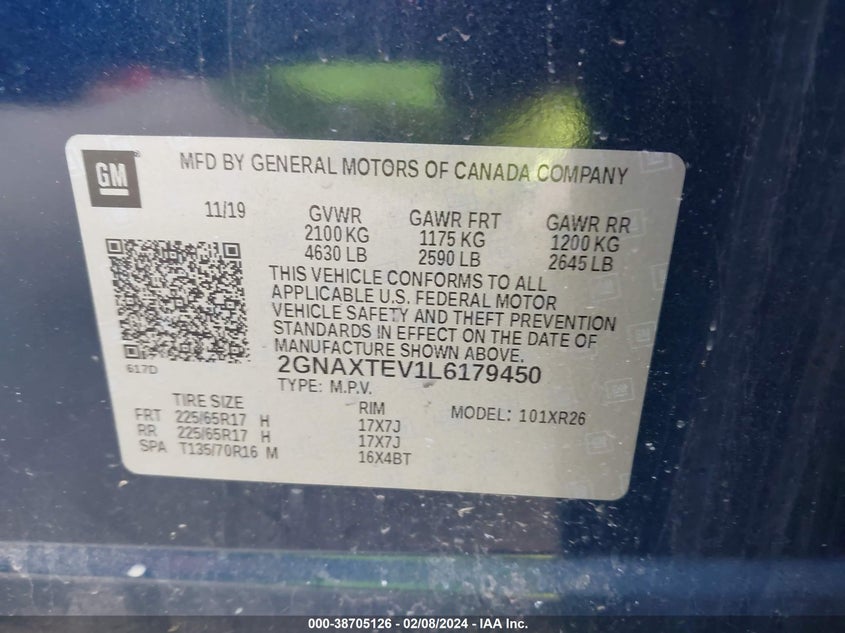 GM
MFD BY GENERAL MOTORS OF CANADA COMPANY
11/19
GVWR GAWR FRT GAWR RR
2100 KG 1175 KG 1200 KG
4630 LB 2590 LB 2645 LB
THIS VEHICLE CONFORMS TO ALL
APPLICABLE U.S. FEDERAL MOTOR
VEHICLE SAFETY AND THEFT PREVENTION
STANDARDS IN EFFECT ON THE DATE OF
MANUFACTURE SHOWN ABOVE.
617D
2GNAXTEV1L6179450
TYPE: M.P.V.
TIRE SIZE RIM MODEL: 101XR26
FRT 225/65R17 H 17X7J
RR 225/65R17 H 17X7J
SPA T135/70R16 M 16X4BT
000-38705126 - 02/08/2024 - IAA, Inc.